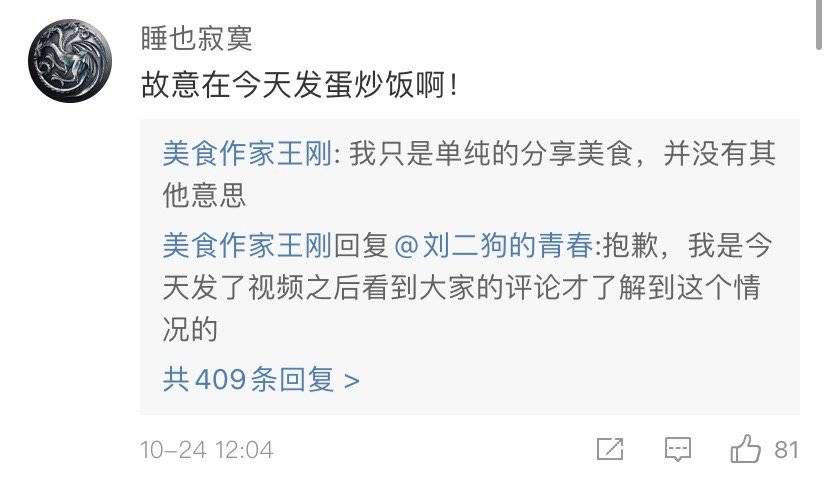 睡也寂寞
故意在今天发蛋炒饭啊!
美食作家王刚: 我只是单纯的分享美食，并没有其
他意思
美食作家王刚回复@刘二狗的青春:抱歉，我是今
天发了视频之后看到大家的评论才了解到这个情
况的
共409条回复 >
10-24 12:04
81